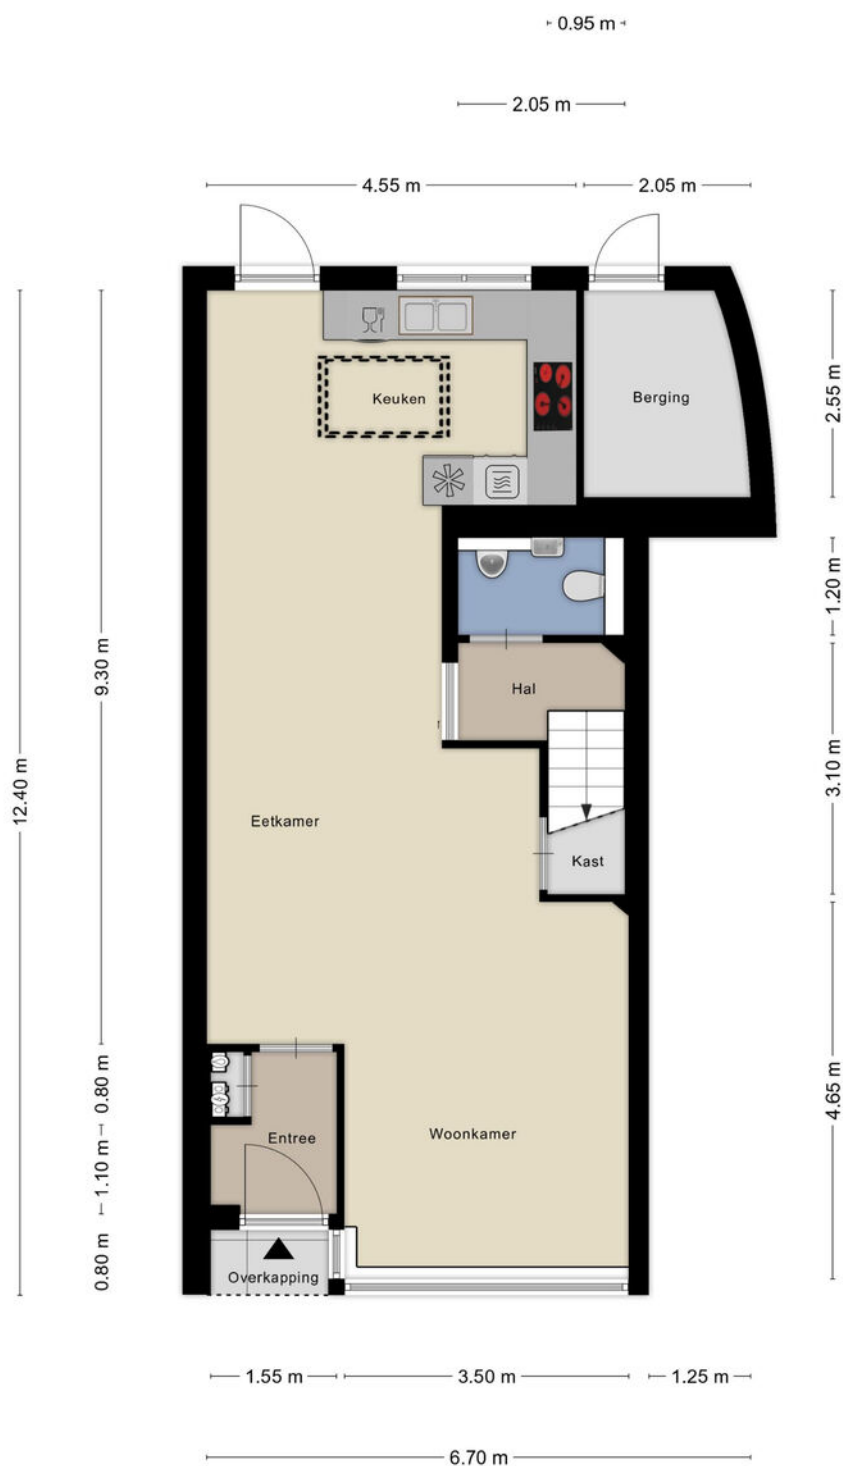 0.95 m
2.05 m
4.55 m
2.05 m
Keuken
Berging
2.55 m
1.20 m
9.30 m
Hal
12.40 m
3.10 m
Eetkamer
Kast
0.80 m
4.65 m
Woonkamer
Entree
1.10 m
0.80 m
Overkapping
1.55 m
3.50 m
1.25 m
6.70 m